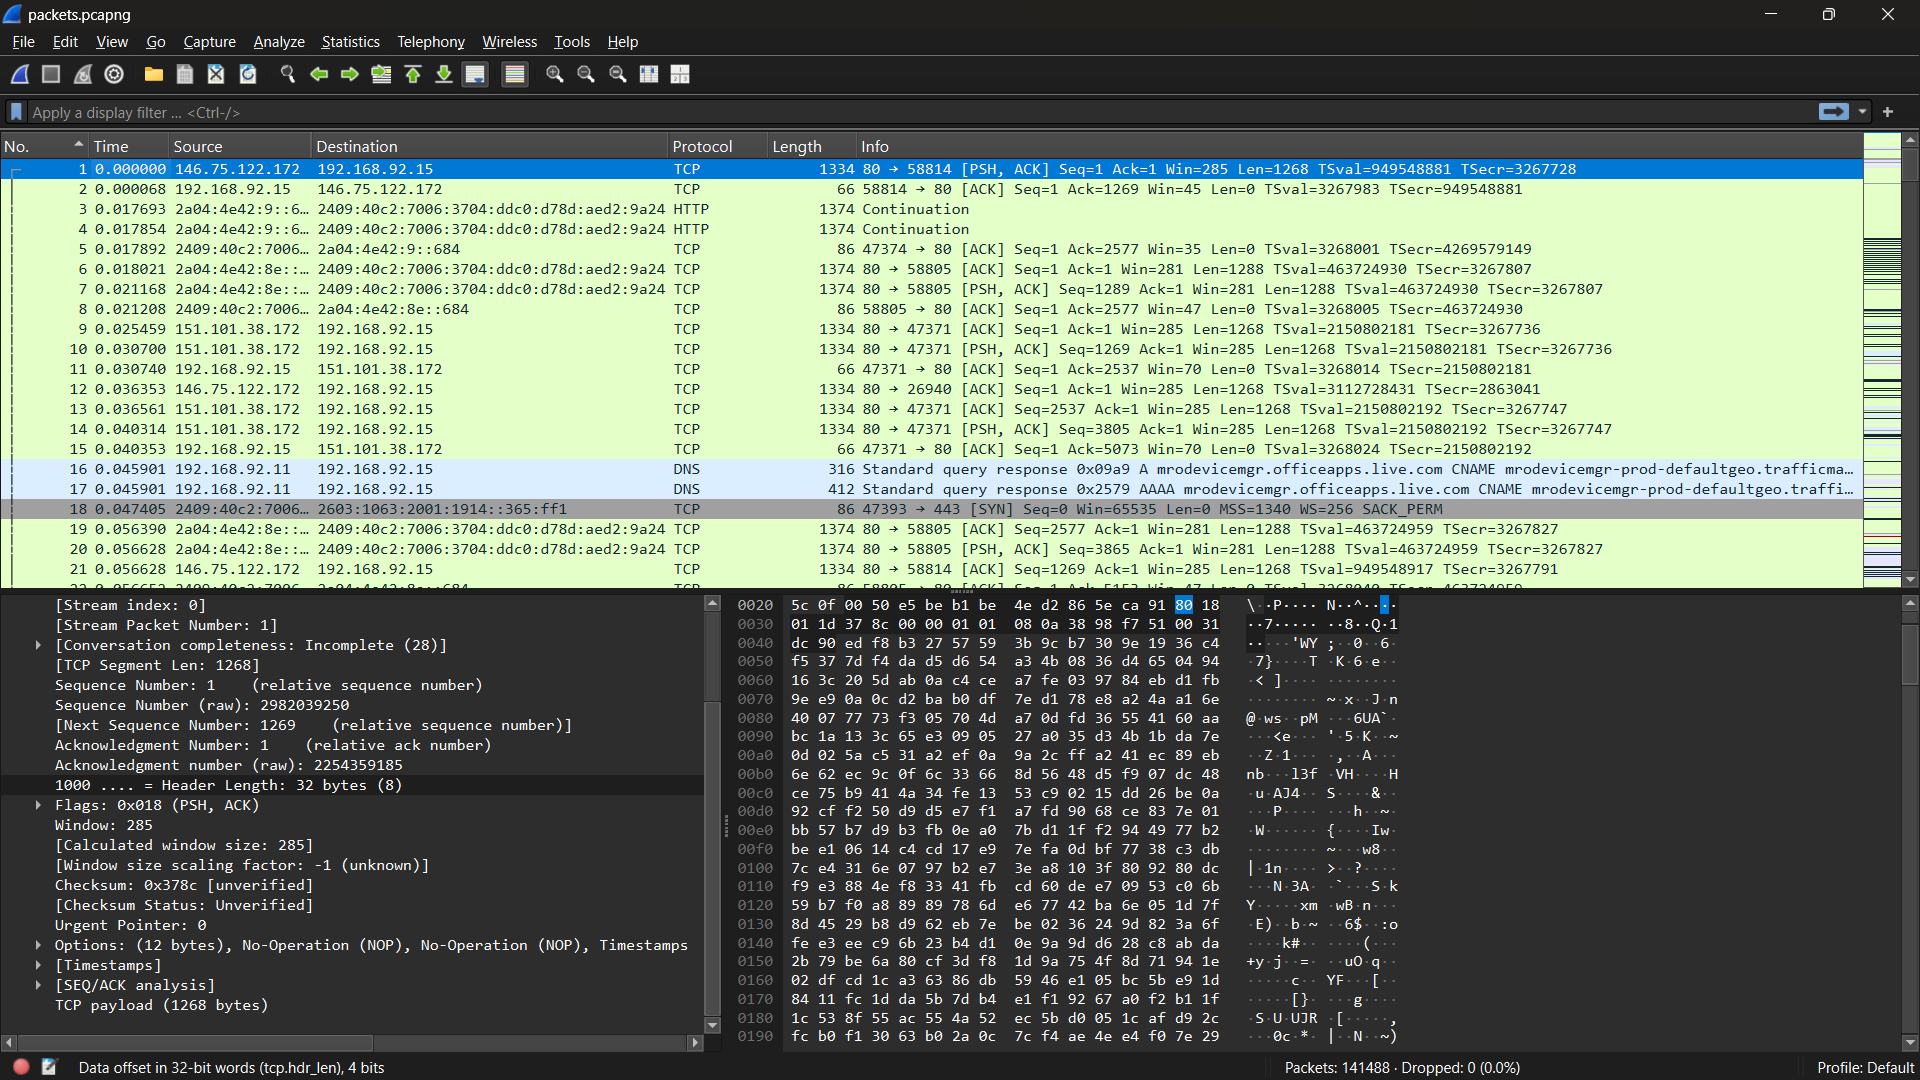 packets.pcapng
File Edit View Go Capture Analyze Statistics Telephony Wireless Tools Help
Apply a display filter ... <Ctrl-/>
No. Time Source Destination Protocol Length Info
1 0.000000 146.75.122.172 192.168.92.15 TCP 1334 80 → 58814 [PSH, ACK] Seq=1 Ack=1 Win=285 Len=1268 TSval=949548881 TSecr=3267728
2 0.000068 192.168.92.15 146.75.122.172 TCP 66 58814 → 80 [ACK] Seq=1 Ack=1269 Win=45 Len=0 TSval=3267983 TSecr=949548881
3 0.017693 2a04:4e42:9::6… 2409:40c2:7006:3704:ddc0:d78d:aed2:9a24 HTTP 1374 Continuation
4 0.017854 2a04:4e42:9::6… 2409:40c2:7006:3704:ddc0:d78d:aed2:9a24 HTTP 1374 Continuation
5 0.017892 2409:40c2:7006… 2a04:4e42:9::684 TCP 86 47374 → 80 [ACK] Seq=1 Ack=2577 Win=35 Len=0 TSval=3268001 TSecr=4269579149
6 0.018021 2a04:4e42:8e::… 2409:40c2:7006:3704:ddc0:d78d:aed2:9a24 TCP 1374 80 → 58805 [ACK] Seq=1 Ack=1 Win=281 Len=1288 TSval=463724930 TSecr=3267807
7 0.021168 2a04:4e42:8e::… 2409:40c2:7006:3704:ddc0:d78d:aed2:9a24 TCP 1374 80 → 58805 [PSH, ACK] Seq=1289 Ack=1 Win=281 Len=1288 TSval=463724930 TSecr=3267807
8 0.021208 2409:40c2:7006… 2a04:4e42:8e::684 TCP 86 58805 → 80 [ACK] Seq=1 Ack=2577 Win=47 Len=0 TSval=3268005 TSecr=463724930
9 0.025459 151.101.38.172 192.168.92.15 TCP 1334 80 → 47371 [ACK] Seq=1 Ack=1 Win=285 Len=1268 TSval=2150802181 TSecr=3267736
10 0.030700 151.101.38.172 192.168.92.15 TCP 1334 80 → 47371 [PSH, ACK] Seq=1269 Ack=1 Win=285 Len=1268 TSval=2150802181 TSecr=3267736
11 0.030740 192.168.92.15 151.101.38.172 TCP 66 47371 → 80 [ACK] Seq=1 Ack=2537 Win=70 Len=0 TSval=3268014 TSecr=2150802181
12 0.036353 146.75.122.172 192.168.92.15 TCP 1334 80 → 26940 [ACK] Seq=1 Ack=1 Win=285 Len=1268 TSval=3112728431 TSecr=2863041
13 0.036561 151.101.38.172 192.168.92.15 TCP 1334 80 → 47371 [ACK] Seq=2537 Ack=1 Win=285 Len=1268 TSval=2150802192 TSecr=3267747
14 0.040314 151.101.38.172 192.168.92.15 TCP 1334 80 → 47371 [PSH, ACK] Seq=3805 Ack=1 Win=285 Len=1268 TSval=2150802192 TSecr=3267747
15 0.040353 192.168.92.15 151.101.38.172 TCP 66 47371 → 80 [ACK] Seq=1 Ack=5073 Win=70 Len=0 TSval=3268024 TSecr=2150802192
16 0.045901 192.168.92.11 192.168.92.15 DNS 316 Standard query response 0x09a9 A mrodevicemgr.officeapps.live.com CNAME mrodevicemgr-prod-defaultgeo.trafficma…
17 0.045901 192.168.92.11 192.168.92.15 DNS 412 Standard query response 0x2579 AAAA mrodevicemgr.officeapps.live.com CNAME mrodevicemgr-prod-defaultgeo.traffi…
18 0.047405 2409:40c2:7006… 2603:1063:2001:1914::365:ff1 TCP 86 47393 → 443 [SYN] Seq=0 Win=65535 Len=0 MSS=1340 WS=256 SACK_PERM
19 0.056390 2a04:4e42:8e::… 2409:40c2:7006:3704:ddc0:d78d:aed2:9a24 TCP 1374 80 → 58805 [ACK] Seq=2577 Ack=1 Win=281 Len=1288 TSval=463724959 TSecr=3267827
20 0.056628 2a04:4e42:8e::… 2409:40c2:7006:3704:ddc0:d78d:aed2:9a24 TCP 1374 80 → 58805 [PSH, ACK] Seq=3865 Ack=1 Win=281 Len=1288 TSval=463724959 TSecr=3267827
21 0.056628 146.75.122.172 192.168.92.15 TCP 1334 80 → 58814 [ACK] Seq=1269 Ack=1 Win=285 Len=1268 TSval=949548917 TSecr=3267791
[Stream index: 0]
[Stream Packet Number: 1]
[Conversation completeness: Incomplete (28)]
[TCP Segment Len: 1268]
Sequence Number: 1 (relative sequence number)
Sequence Number (raw): 2982039250
[Next Sequence Number: 1269 (relative sequence number)]
Acknowledgment Number: 1 (relative ack number)
Acknowledgment number (raw): 2254359185
1000 .... = Header Length: 32 bytes (8)
Flags: 0x018 (PSH, ACK)
Window: 285
[Calculated window size: 285]
[Window size scaling factor: -1 (unknown)]
Checksum: 0x378c [unverified]
[Checksum Status: Unverified]
Urgent Pointer: 0
Options: (12 bytes), No-Operation (NOP), No-Operation (NOP), Timestamps
[Timestamps]
[SEQ/ACK analysis]
TCP payload (1268 bytes)
0020 5c 0f 00 50 e5 be b1 be 4e d2 86 5e ca 91 80 18 \··P···· N··^····
0030 01 1d 37 8c 00 00 01 01 08 0a 38 98 f7 51 00 31 ··7····· ··8··Q·1
0040 dc 90 ed f8 b3 27 57 59 3b 9c b7 30 9e 19 36 c4 ·····'WY ;··0··6·
0050 f5 37 7d f4 da d5 d6 54 a3 4b 08 36 d4 65 04 94 ·7}····T ·K·6·e··
0060 16 3c 20 5d ab 0a c4 ce a7 fe 03 97 84 eb d1 fb ·< ]···· ········
0070 9e e9 0a 0c d2 ba b0 df 7e d1 78 e8 a2 4a a1 6e ········ ~·x··J·n
0080 40 07 77 73 f3 05 70 4d a7 0d fd 36 55 41 60 aa @·ws··pM ···6UA`·
0090 bc 1a 13 3c 65 e3 09 05 27 a0 35 d3 4b 1b da 7e ···<e··· '·5·K··~
00a0 0d 02 5a c5 31 a2 ef 0a 9a 2c ff a2 41 ec 89 eb ··Z·1··· ·,··A···
00b0 6e 62 ec 9c 0f 6c 33 66 8d 56 48 d5 f9 07 dc 48 nb···l3f ·VH····H
00c0 ce 75 b9 41 4a 34 fe 13 53 c9 02 15 dd 26 be 0a ·u·AJ4·· S····&··
00d0 92 cf f2 50 d9 d5 e7 f1 a7 fd 90 68 ce 83 7e 01 ···P···· ···h··~·
00e0 bb 57 b7 d9 b3 fb 0e a0 7b d1 1f f2 94 49 77 b2 ·W······ {····Iw·
00f0 be e1 06 14 c4 cd 17 e9 7e fa 0d bf 77 38 c3 db ········ ~···w8··
0100 7c e4 31 6e 07 97 b2 e7 3e a8 10 3f 80 92 80 dc |·1n···· >··?····
0110 f9 e3 88 4e f8 33 41 fb cd 60 de e7 09 53 c0 6b ···N·3A· ·`···S·k
0120 59 b7 f0 a8 89 89 78 6d e6 77 42 ba 6e 05 1d 7f Y·····xm ·wB·n···
0130 8d 45 29 b8 d9 62 eb 7e be 02 36 24 9d 82 3a 6f ·E)··b·~ ··6$··:o
0140 fe e3 ee c9 6b 23 b4 d1 0e 9a 9d d6 28 c8 ab da ····k#·· ····(···
0150 2b 79 be 6a 80 cf 3d f8 1d 9a 75 4f 8d 71 94 1e +y·j··=· ··uO·q··
0160 02 df cd 1c a3 63 86 db 59 46 e1 05 bc 5b e9 1d ·····c·· YF···[··
0170 84 11 fc 1d da 5b 7d b4 e1 f1 92 67 a0 f2 b1 1f ·····[}· ···g····
0180 1c 53 8f 55 ac 55 4a 52 ec 5b d0 05 1c af d9 2c ·S·U·UJR ·[·····,
0190 fc b0 f1 30 63 b0 2a 0c 7c f4 ae 4e e4 f0 7e 29 ···0c·*· |··N··~)
Data offset in 32-bit words (tcp.hdr_len), 4 bits Packets: 141488 · Dropped: 0 (0.0%) Profile: Default